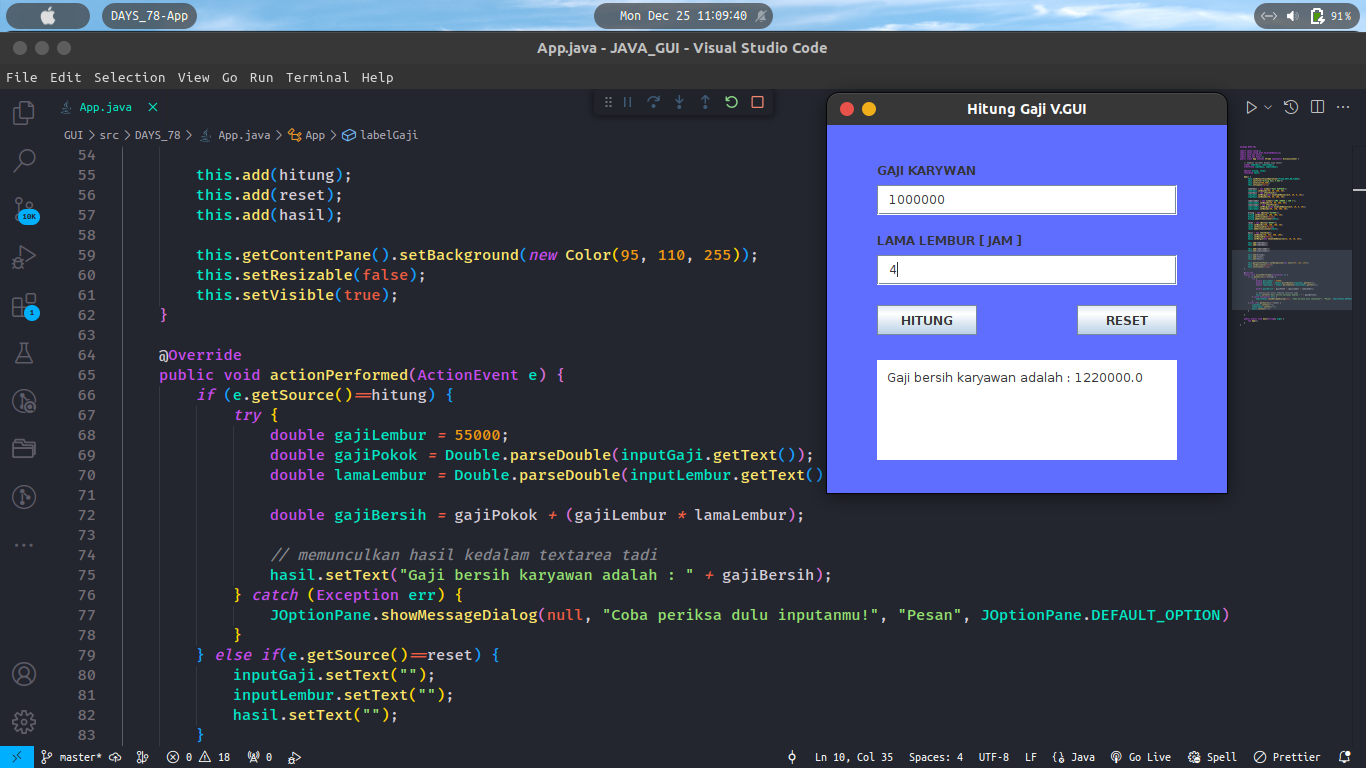 DAYS_78-App
Mon Dec 25 11:09:40
91%
App.java - JAVA_GUI - Visual Studio Code
File Edit Selection View Go Run Terminal Help
App.java
GUI > src > DAYS_78 > App.java > App > labelGaji
54
55 this.add(hitung);
56 this.add(reset);
57 this.add(hasil);
58
59 this.getContentPane().setBackground(new Color(95, 110, 255));
60 this.setResizable(false);
61 this.setVisible(true);
62 }
63
64 @Override
65 public void actionPerformed(ActionEvent e) {
66 if (e.getSource()==hitung) {
67 try {
68 double gajiLembur = 55000;
69 double gajiPokok = Double.parseDouble(inputGaji.getText());
70 double lamaLembur = Double.parseDouble(inputLembur.getText()
71
72 double gajiBersih = gajiPokok + (gajiLembur * lamaLembur);
73
74 // memunculkan hasil kedalam textarea tadi
75 hasil.setText("Gaji bersih karyawan adalah : " + gajiBersih);
76 } catch (Exception err) {
77 JOptionPane.showMessageDialog(null, "Coba periksa dulu inputanmu!", "Pesan", JOptionPane.DEFAULT_OPTION)
78 }
79 } else if(e.getSource()==reset) {
80 inputGaji.setText("");
81 inputLembur.setText("");
82 hasil.setText("");
83 }
Hitung Gaji V.GUI
GAJI KARYWAN
1000000
LAMA LEMBUR [ JAM ]
4
HITUNG RESET
Gaji bersih karyawan adalah : 1220000.0
10K
1
master* 0 18 0 Ln 10, Col 35 Spaces: 4 UTF-8 LF {} Java Go Live Spell Prettier